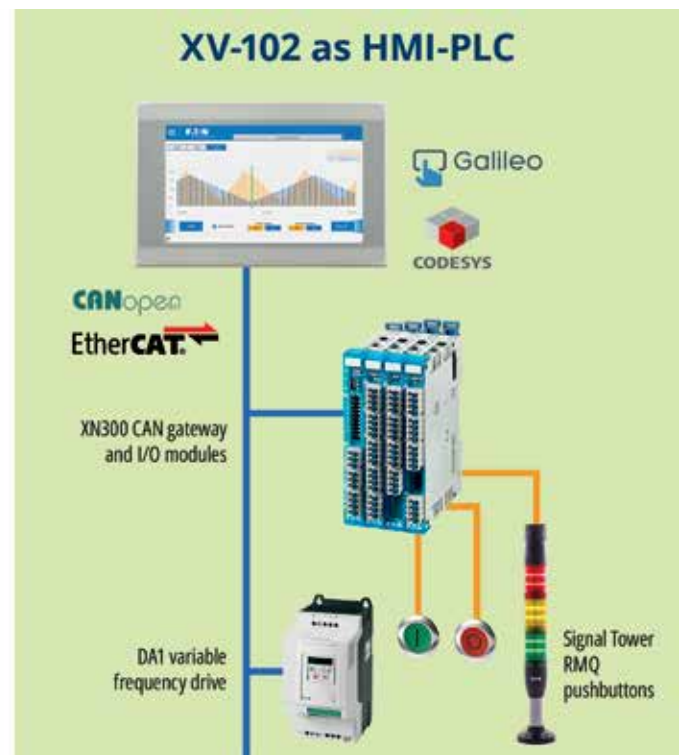 XV-102 as HMI-PLC
Galileo
CODESYS
CANopen
EtherCAT.
XN300 CAN gateway
and I/O modules
DA1 variable
frequency drive
Signal Tower
RMQ
pushbuttons